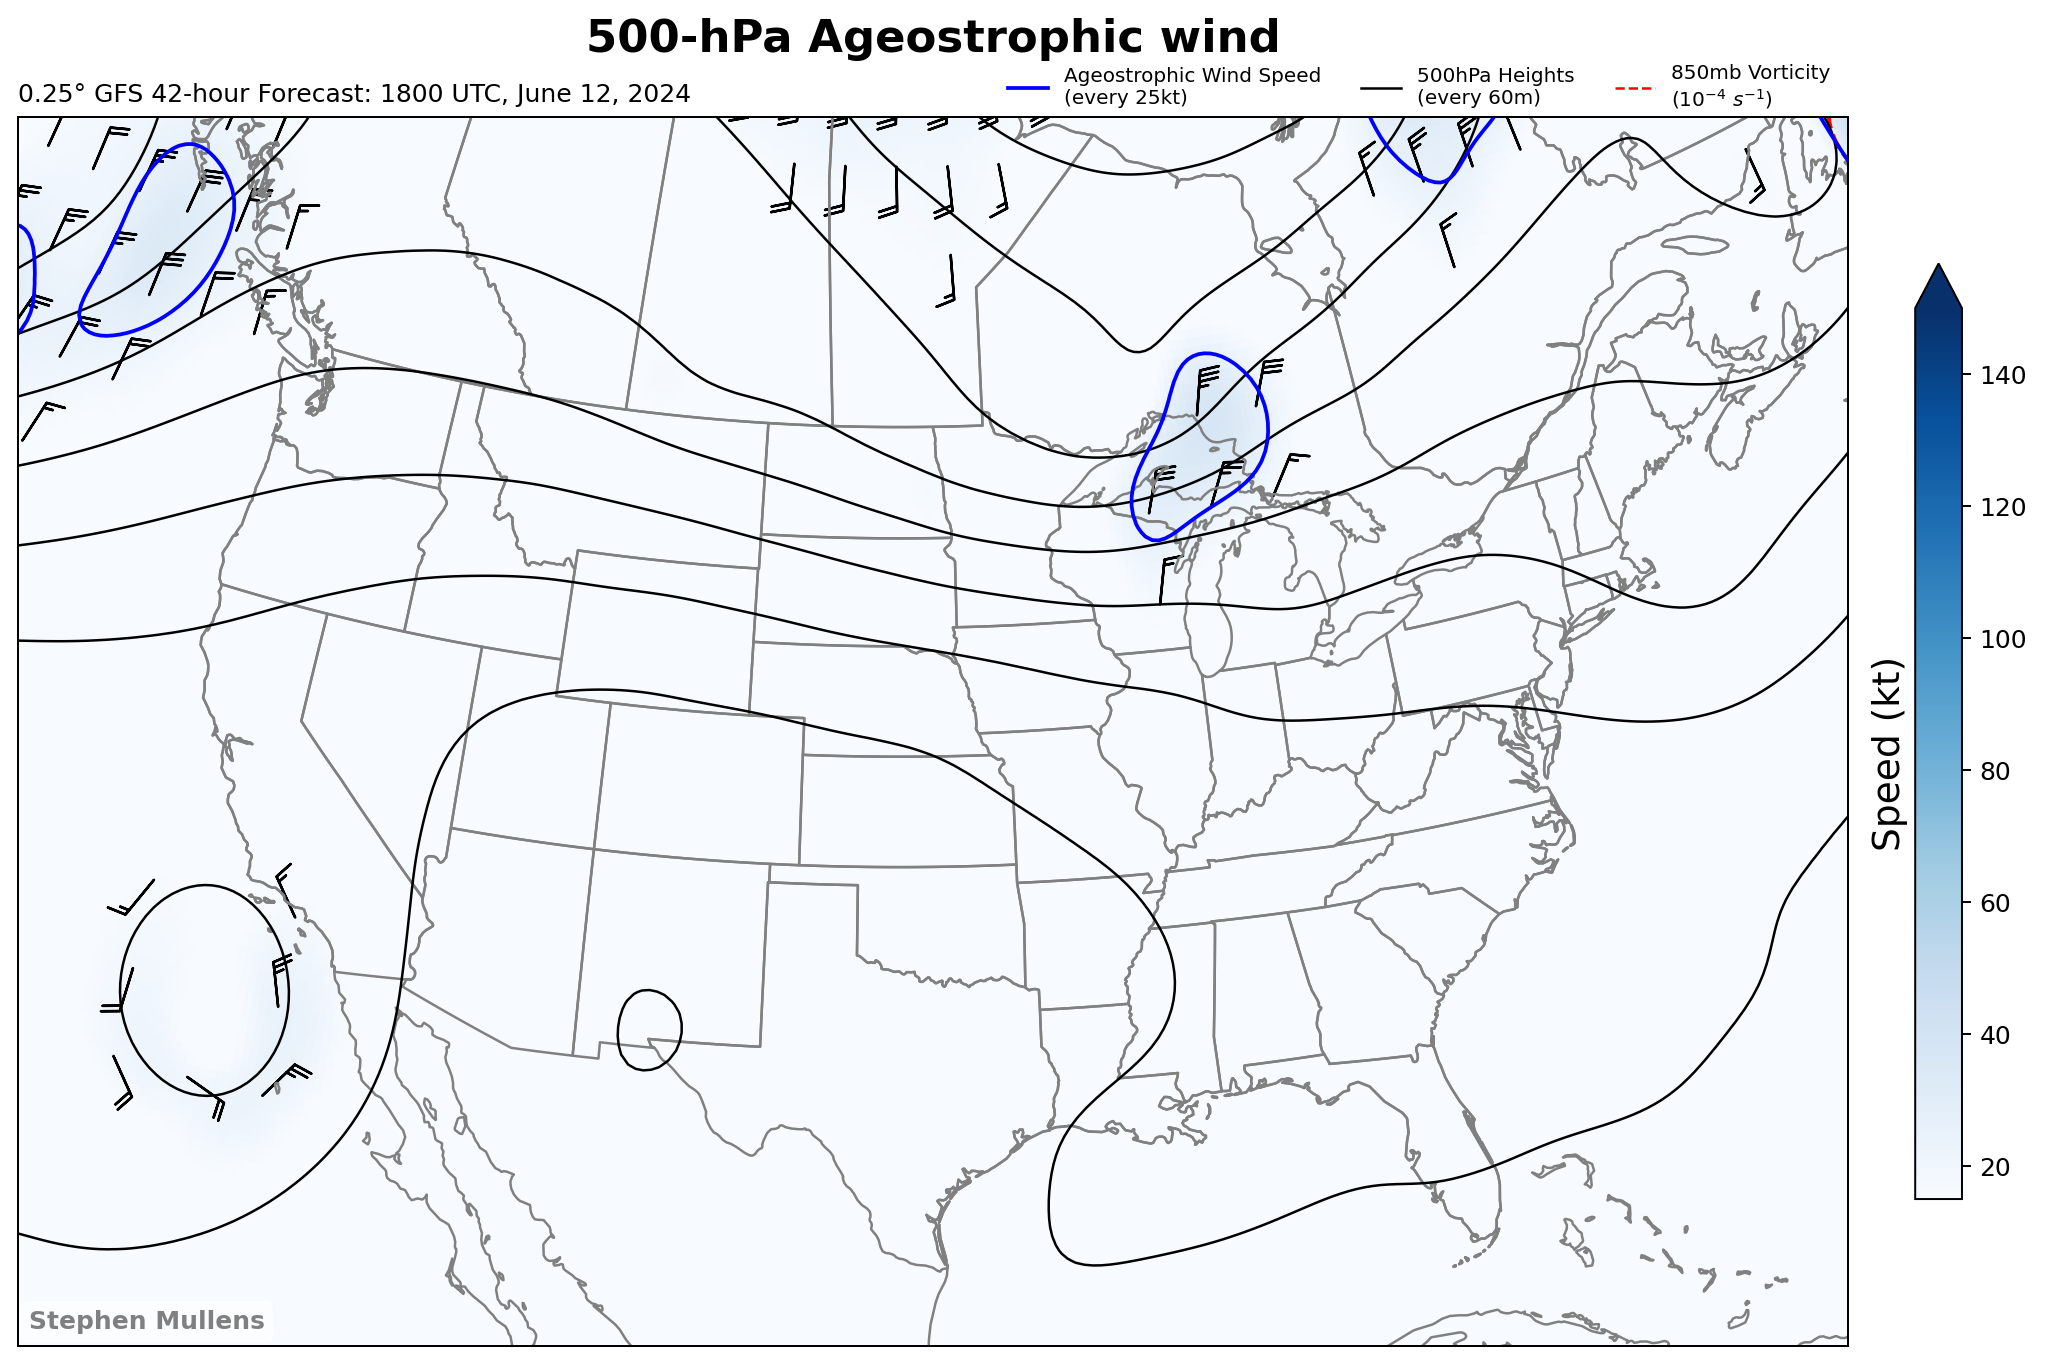 500-hPa Ageostrophic wind
0.25° GFS 42-hour Forecast: 1800 UTC, June 12, 2024
Ageostrophic Wind Speed
(every 25kt)
500hPa Heights
(every 60m)
850mb Vorticity
(10⁻⁴ s⁻¹)
140
120
100
80
60
40
20
Speed (kt)
Stephen Mullens